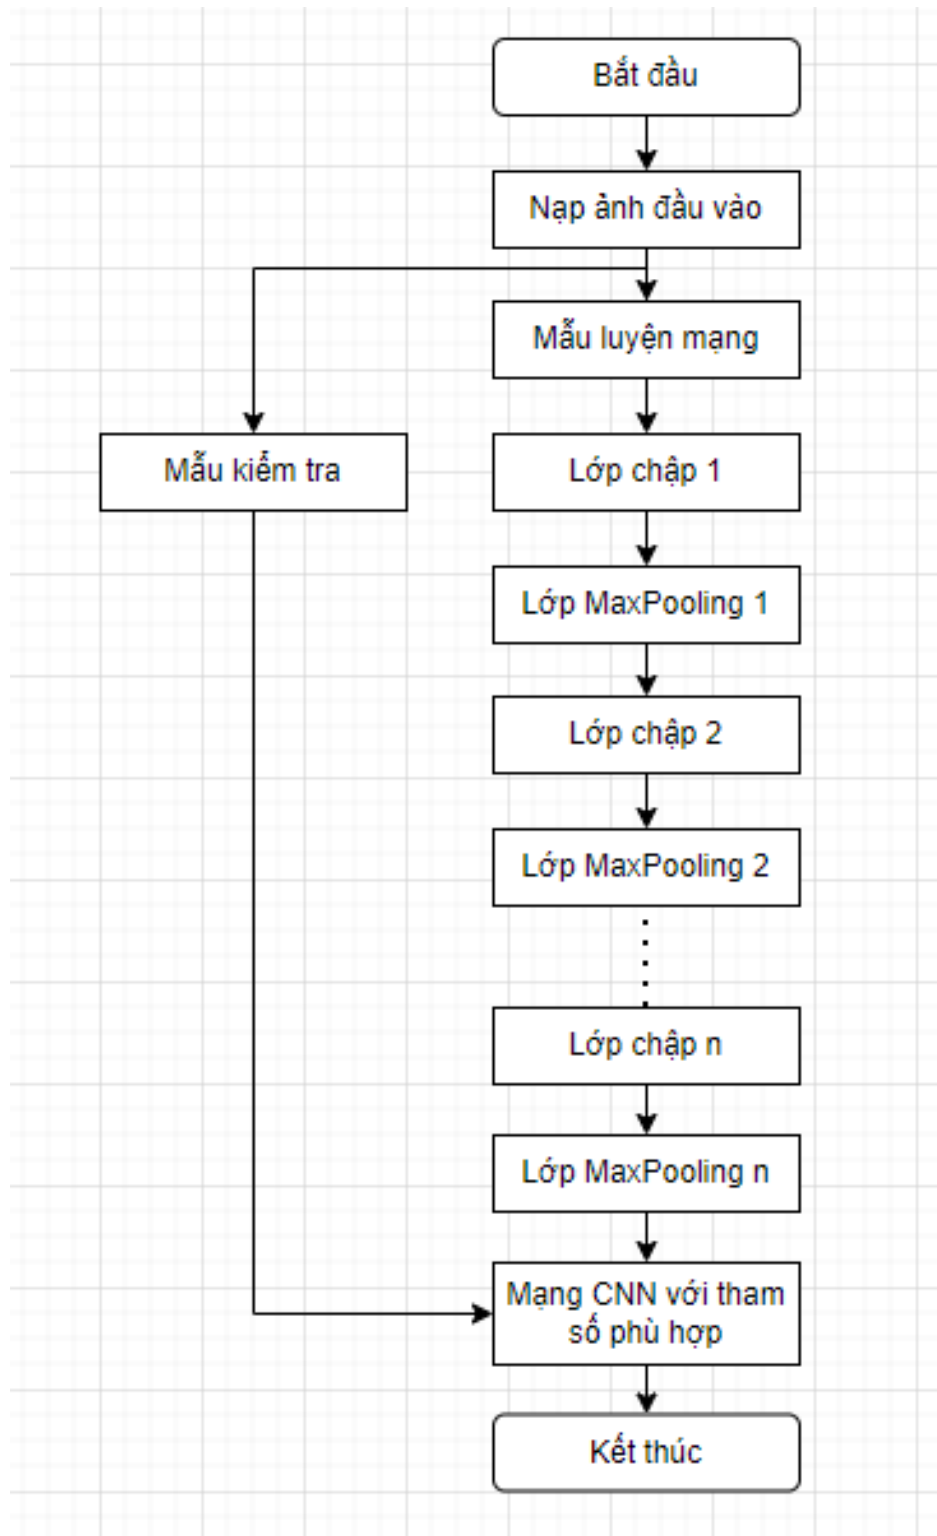 Bắt đầu
Nạp ảnh đầu vào
Mẫu luyện mạng
Mẫu kiểm tra
Lớp chập 1
Lớp MaxPooling 1
Lớp chập 2
Lớp MaxPooling 2
Lớp chập n
Lớp MaxPooling n
Mạng CNN với tham
số phù hợp
Kết thúc